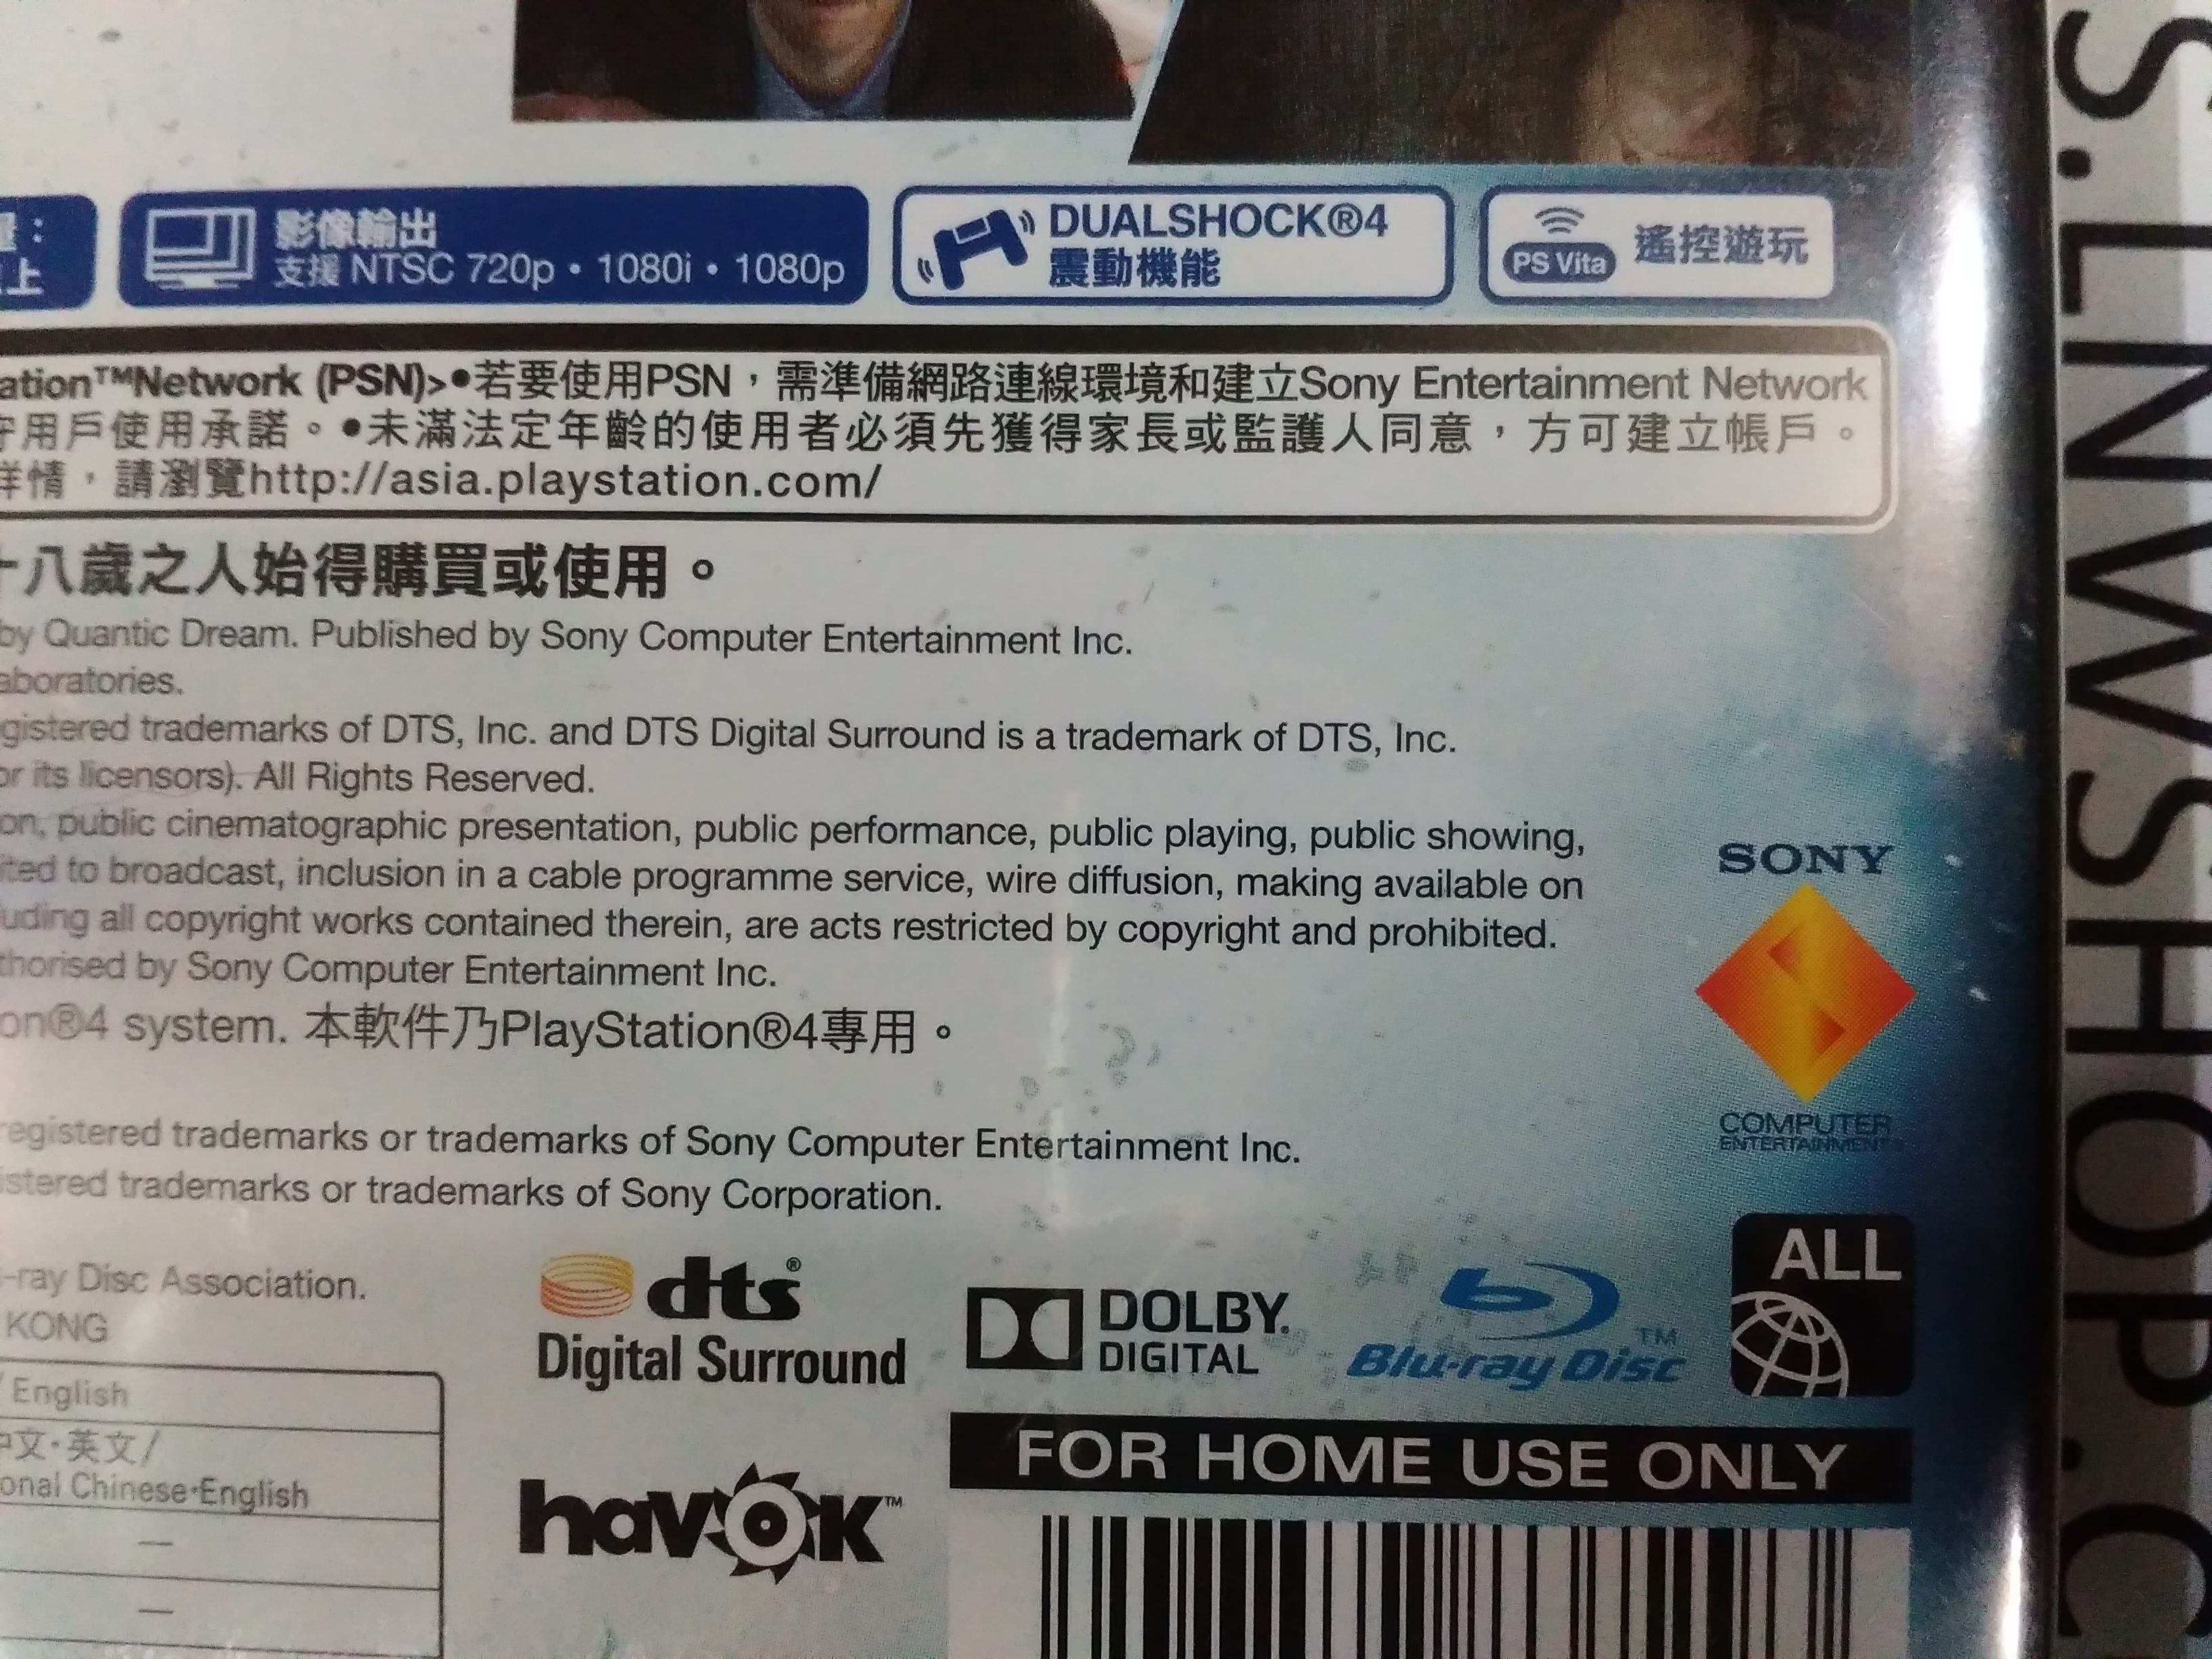 ：
上
影像輸出
支援 NTSC 720p • 1080i • 1080p
DUALSHOCK®4
震動機能
PS Vita
遙控遊玩
ation™Network (PSN)>●若要使用PSN，需準備網路連線環境和建立Sony Entertainment Network
守用戶使用承諾。●未滿法定年齡的使用者必須先獲得家長或監護人同意，方可建立帳戶。
詳情，請瀏覽http://asia.playstation.com/
十八歲之人始得購買或使用。
by Quantic Dream. Published by Sony Computer Entertainment Inc.
aboratories.
gistered trademarks of DTS, Inc. and DTS Digital Surround is a trademark of DTS, Inc.
or its licensors). All Rights Reserved.
on, public cinematographic presentation, public performance, public playing, public showing,
ited to broadcast, inclusion in a cable programme service, wire diffusion, making available on
uding all copyright works contained therein, are acts restricted by copyright and prohibited.
thorised by Sony Computer Entertainment Inc.
on®4 system. 本軟件乃PlayStation®4專用。
registered trademarks or trademarks of Sony Computer Entertainment Inc.
istered trademarks or trademarks of Sony Corporation.
-ray Disc Association.
KONG
SONY
COMPUTER
ENTERTAINMENT
dts®
Digital Surround
DOLBY.
DIGITAL
Blu-ray Disc™
ALL
/ English
中文·英文/
onal Chinese·English
—
—
havok™
FOR HOME USE ONLY
S.LNWSHOP.C